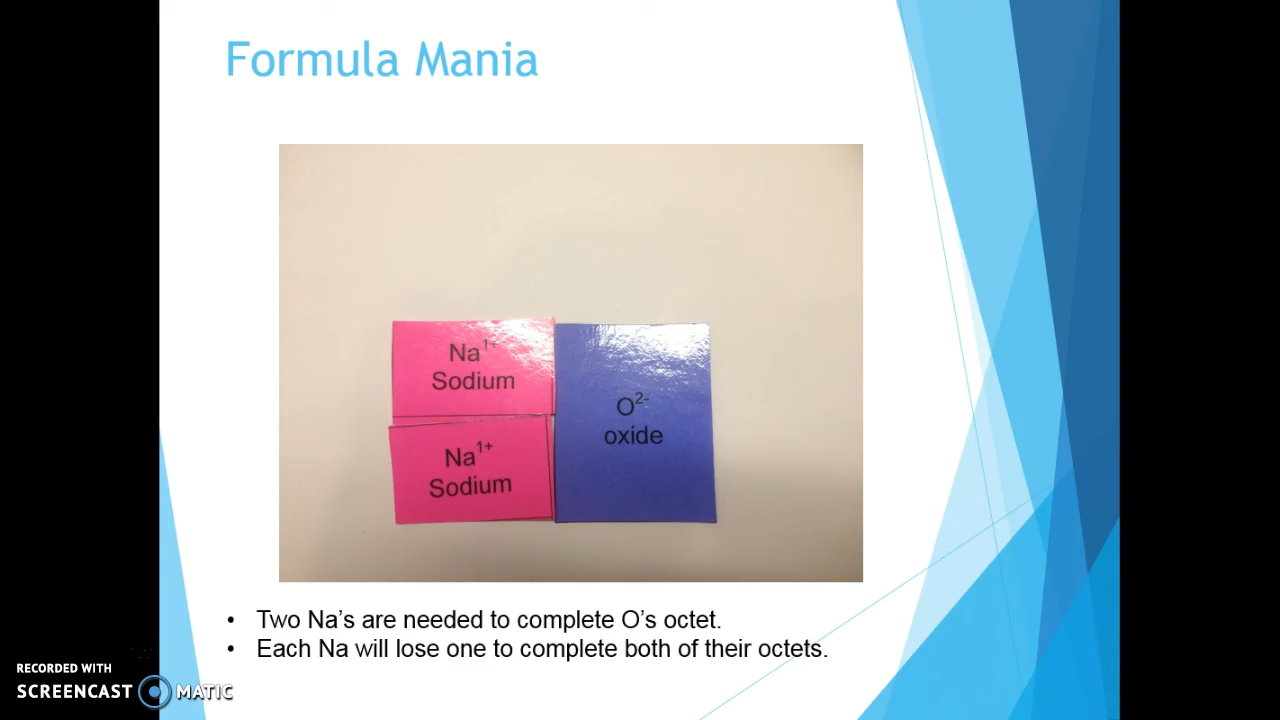 Formula Mania
Na¹⁺
Sodium
Na¹⁺
Sodium
O²⁻
oxide
• Two Na’s are needed to complete O’s octet.
• Each Na will lose one to complete both of their octets.
RECORDED WITH
SCREENCAST MATIC